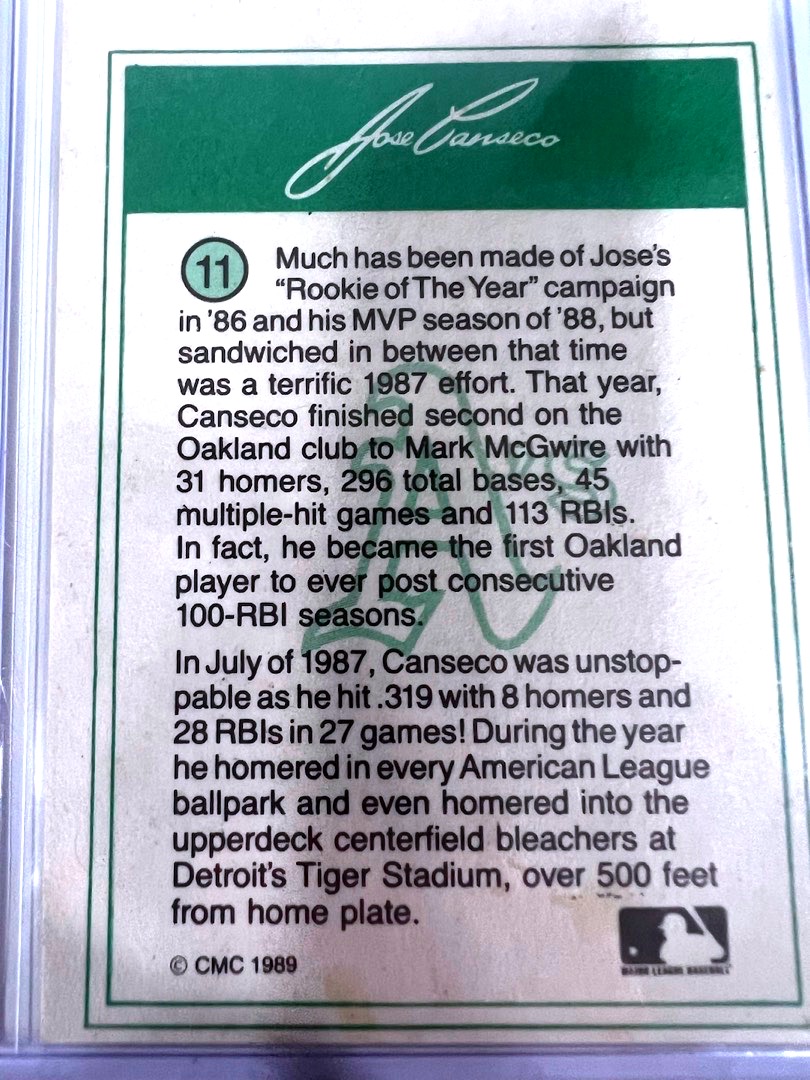 Jose Canseco
11
Much has been made of Jose's
"Rookie of The Year" campaign
in '86 and his MVP season of '88, but
sandwiched in between that time
was a terrific 1987 effort. That year,
Canseco finished second on the
Oakland club to Mark McGwire with
31 homers, 296 total bases, 45
multiple-hit games and 113 RBIs.
In fact, he became the first Oakland
player to ever post consecutive
100-RBI seasons.
In July of 1987, Canseco was unstop-
pable as he hit .319 with 8 homers and
28 RBIs in 27 games! During the year
he homered in every American League
ballpark and even homered into the
upperdeck centerfield bleachers at
Detroit's Tiger Stadium, over 500 feet
from home plate.
© CMC 1989
MAJOR LEAGUE BASEBALL
A's